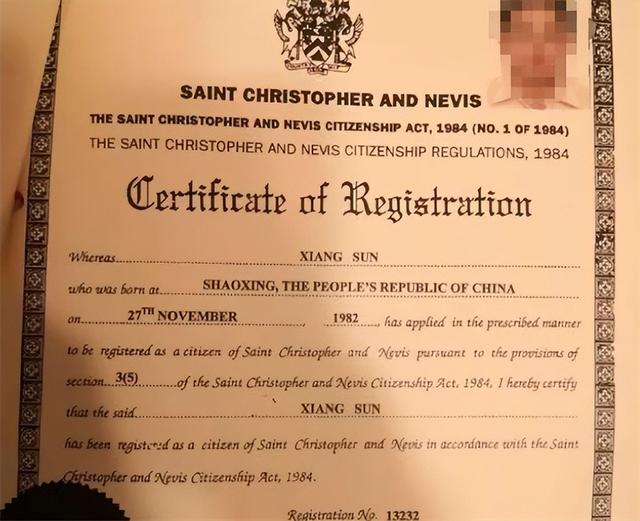 SAINT CHRISTOPHER AND NEVIS
THE SAINT CHRISTOPHER AND NEVIS CITIZENSHIP ACT, 1984 (NO. 1 OF 1984)
THE SAINT CHRISTOPHER AND NEVIS CITIZENSHIP REGULATIONS, 1984
Certificate of Registration
Whereas XIANG SUN
who was born at SHAOXING, THE PEOPLE'S REPUBLIC OF CHINA
on 27TH NOVEMBER , 1982 , has applied in the prescribed manner
to be registered as a citizen of Saint Christopher and Nevis pursuant to the provisions of
section 3(5) of the Saint Christopher and Nevis Citizenship Act, 1984, I hereby certify
that the said XIANG SUN
has been registered as a citizen of Saint Christopher and Nevis in accordance with the Saint
Christopher and Nevis Citizenship Act, 1984.
Registration No. 13232